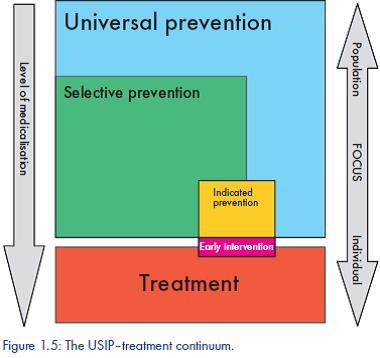 Universal prevention
Selective prevention
Indicated
prevention
Early intervention
Treatment
Level of medicalisation
Population
FOCUS
Individual
Figure 1.5: The USIP–treatment continuum.